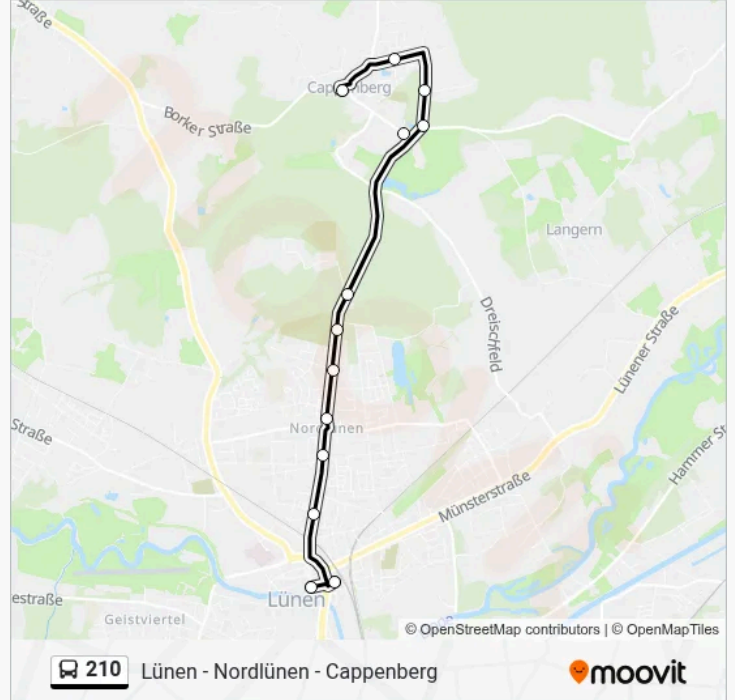 straße
Cappenberg
Borker Straße
Langern
Dreischfeld
Lünener Straße
Straße
Nordlünen
Hammer St
Münsterstraße
estraße
Lünen
Geistviertel
© OpenStreetMap contributors | © OpenMapTiles
210 Lünen - Nordlünen - Cappenberg
moovit